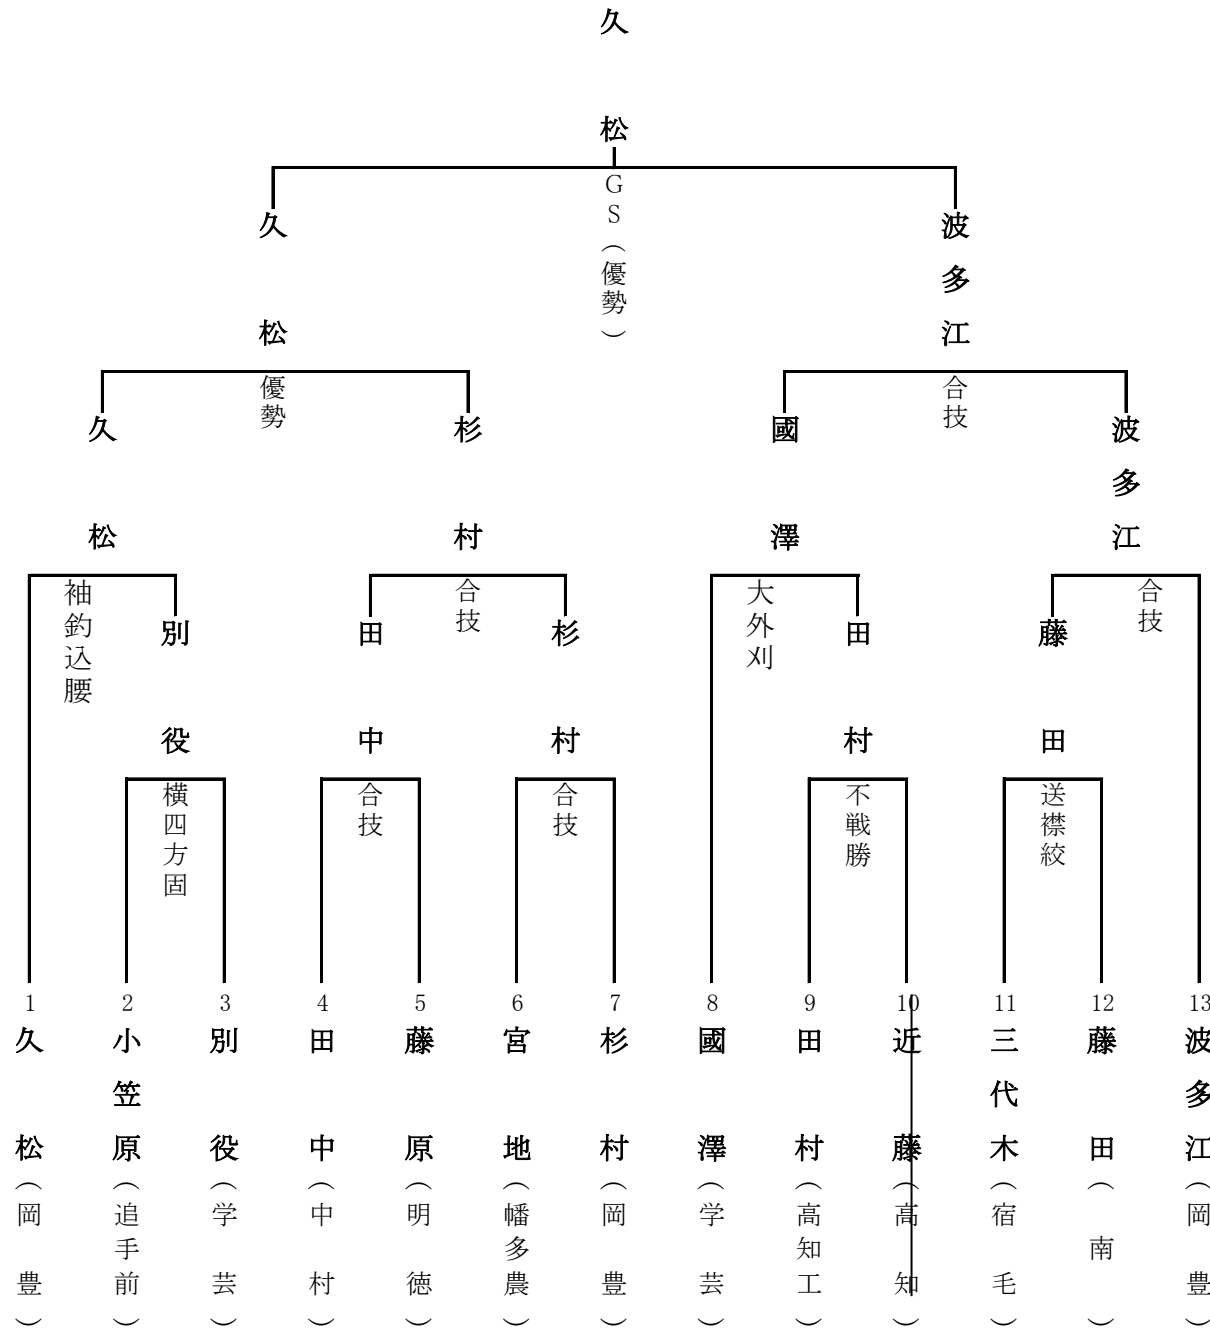 久松
GS（優勢）
久松
波多江
優勢
合技
久松
杉村
國澤
波多江
袖釣込腰
合技
大外刈
合技
別役
田中
杉村
田村
藤田
横四方固
合技
合技
不戦勝
送襟絞
1 久松（岡豊）
2 小笠原（追手前）
3 別役（学芸）
4 田中（中村）
5 藤原（明徳）
6 宮地（幡多農）
7 杉村（岡豊）
8 國澤（学芸）
9 田村（高知工）
10 近藤（高知）
11 三代木（宿毛）
12 藤田（南）
13 波多江（岡豊）